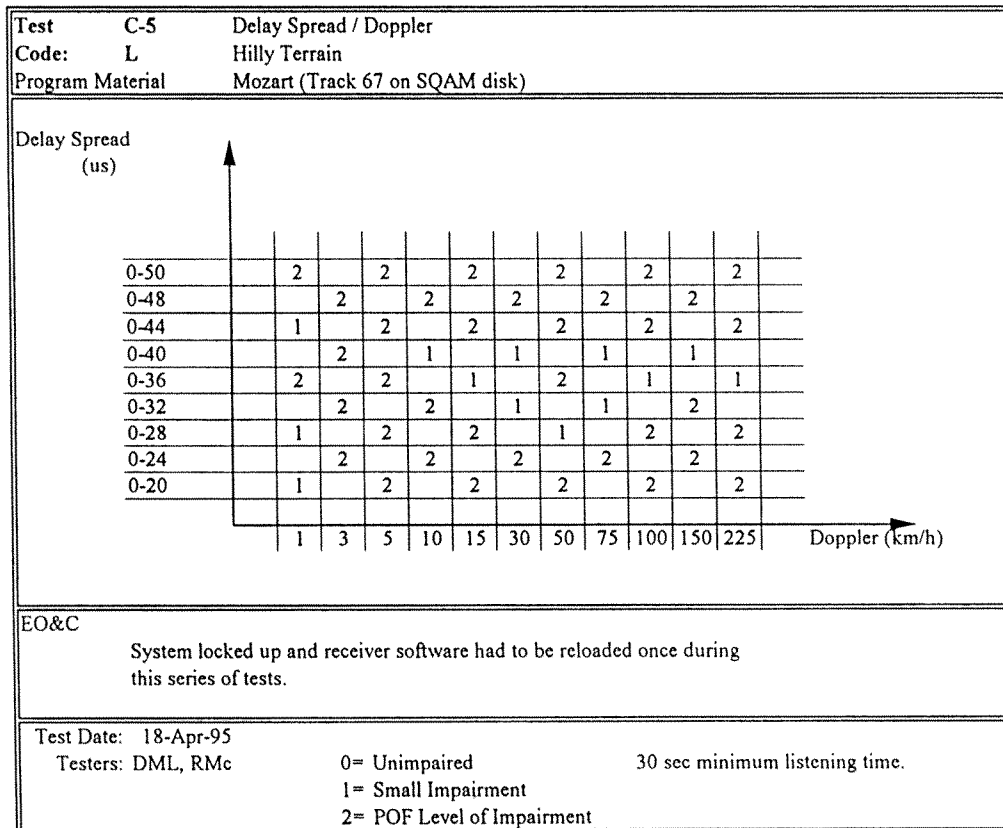 Test C-5 Delay Spread / Doppler
Code: L Hilly Terrain
Program Material Mozart (Track 67 on SQAM disk)
Delay Spread
(us)
0-50 2 2 2 2 2 2
0-48 2 2 2 2 2
0-44 1 2 2 2 2 2
0-40 2 1 1 1 1
0-36 2 2 1 2 1 1
0-32 2 2 1 1 2
0-28 1 2 2 1 2 2
0-24 2 2 2 2 2
0-20 1 2 2 2 2 2
1 3 5 10 15 30 50 75 100 150 225 Doppler (km/h)
EO&C
System locked up and receiver software had to be reloaded once during
this series of tests.
Test Date: 18-Apr-95
Testers: DML, RMc 0= Unimpaired 30 sec minimum listening time.
1= Small Impairment
2= POF Level of Impairment